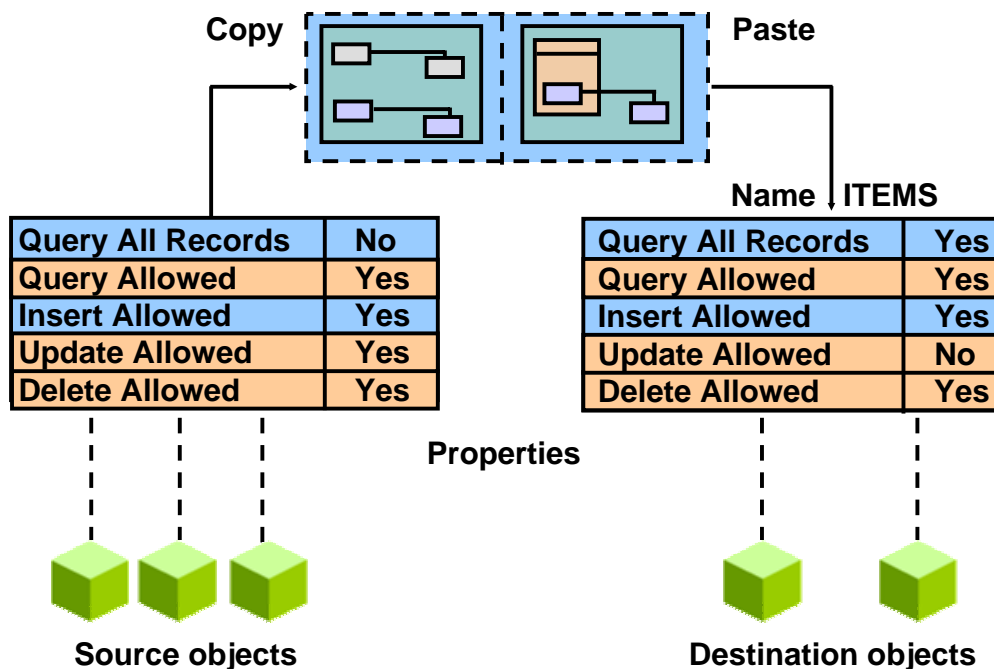 Copy
Paste
Name ITEMS
Query All Records No
Query Allowed Yes
Insert Allowed Yes
Update Allowed Yes
Delete Allowed Yes
Query All Records Yes
Query Allowed Yes
Insert Allowed Yes
Update Allowed No
Delete Allowed Yes
Properties
Source objects
Destination objects